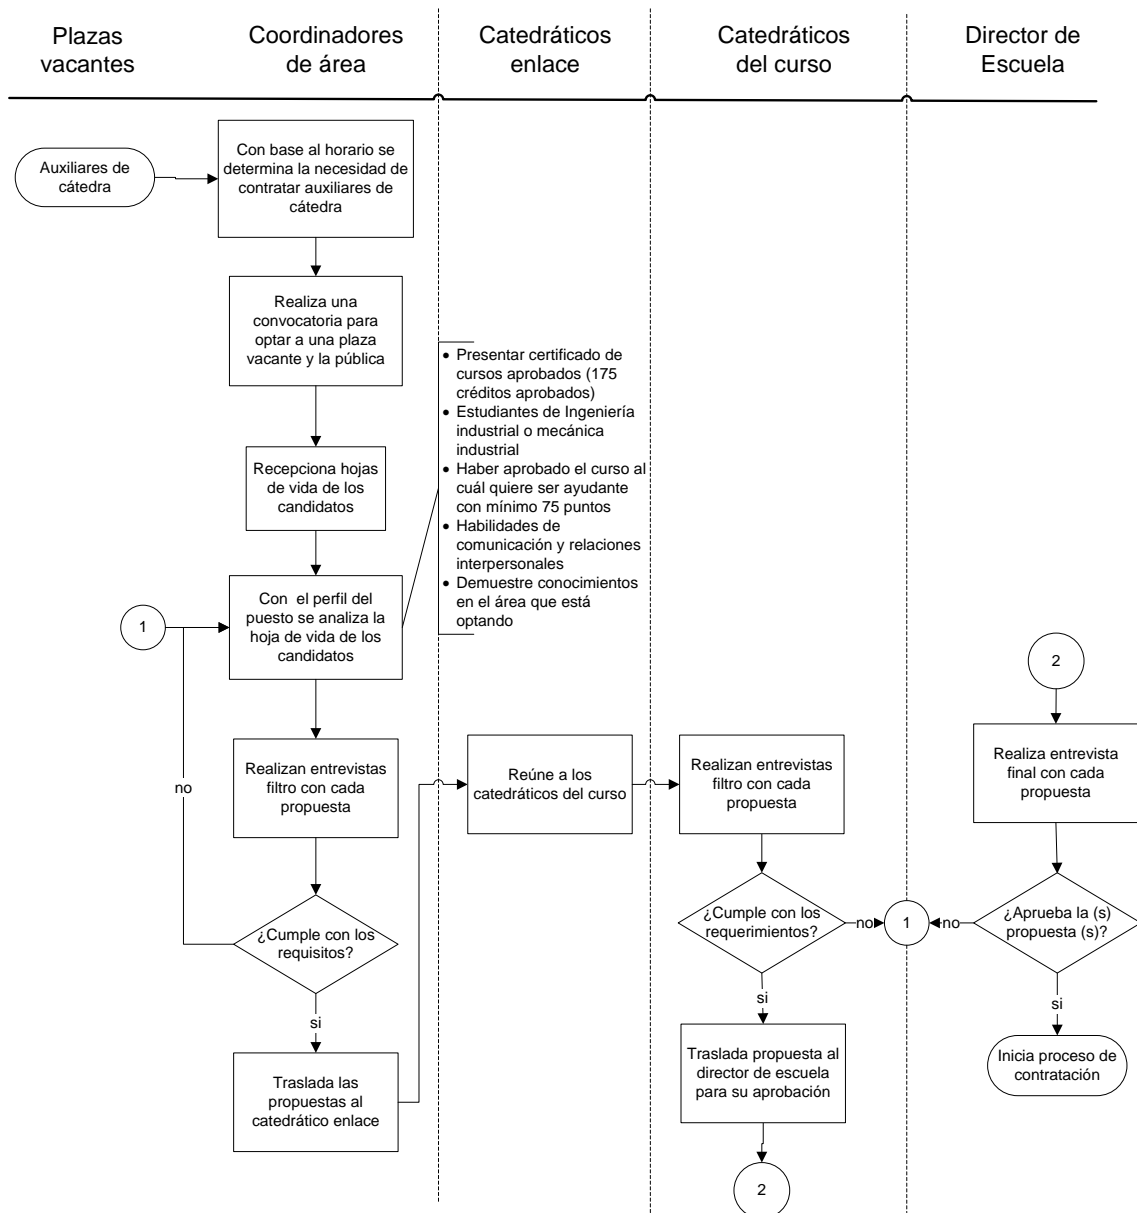 Plazas
vacantes
Coordinadores
de área
Catedráticos
enlace
Catedráticos
del curso
Director de
Escuela
Auxiliares de
cátedra
Con base al horario se
determina la necesidad de
contratar auxiliares de
cátedra
Realiza una
convocatoria para
optar a una plaza
vacante y la pública
Recepciona hojas
de vida de los
candidatos
• Presentar certificado de
cursos aprobados (175
créditos aprobados)
• Estudiantes de Ingeniería
industrial o mecánica
industrial
• Haber aprobado el curso al
cuál quiere ser ayudante
con mínimo 75 puntos
• Habilidades de
comunicación y relaciones
interpersonales
• Demuestre conocimientos
en el área que está
optando
1
Con el perfil del
puesto se analiza la
hoja de vida de los
candidatos
2
no
Realizan entrevistas
filtro con cada
propuesta
Reúne a los
catedráticos del curso
Realizan entrevistas
filtro con cada
propuesta
Realiza entrevista
final con cada
propuesta
¿Cumple con los
requisitos?
¿Cumple con los
requerimientos?
no
1
no
¿Aprueba la (s)
propuesta (s)?
si
si
si
Traslada las
propuestas al
catedrático enlace
Traslada propuesta al
director de escuela
para su aprobación
Inicia proceso de
contratación
2